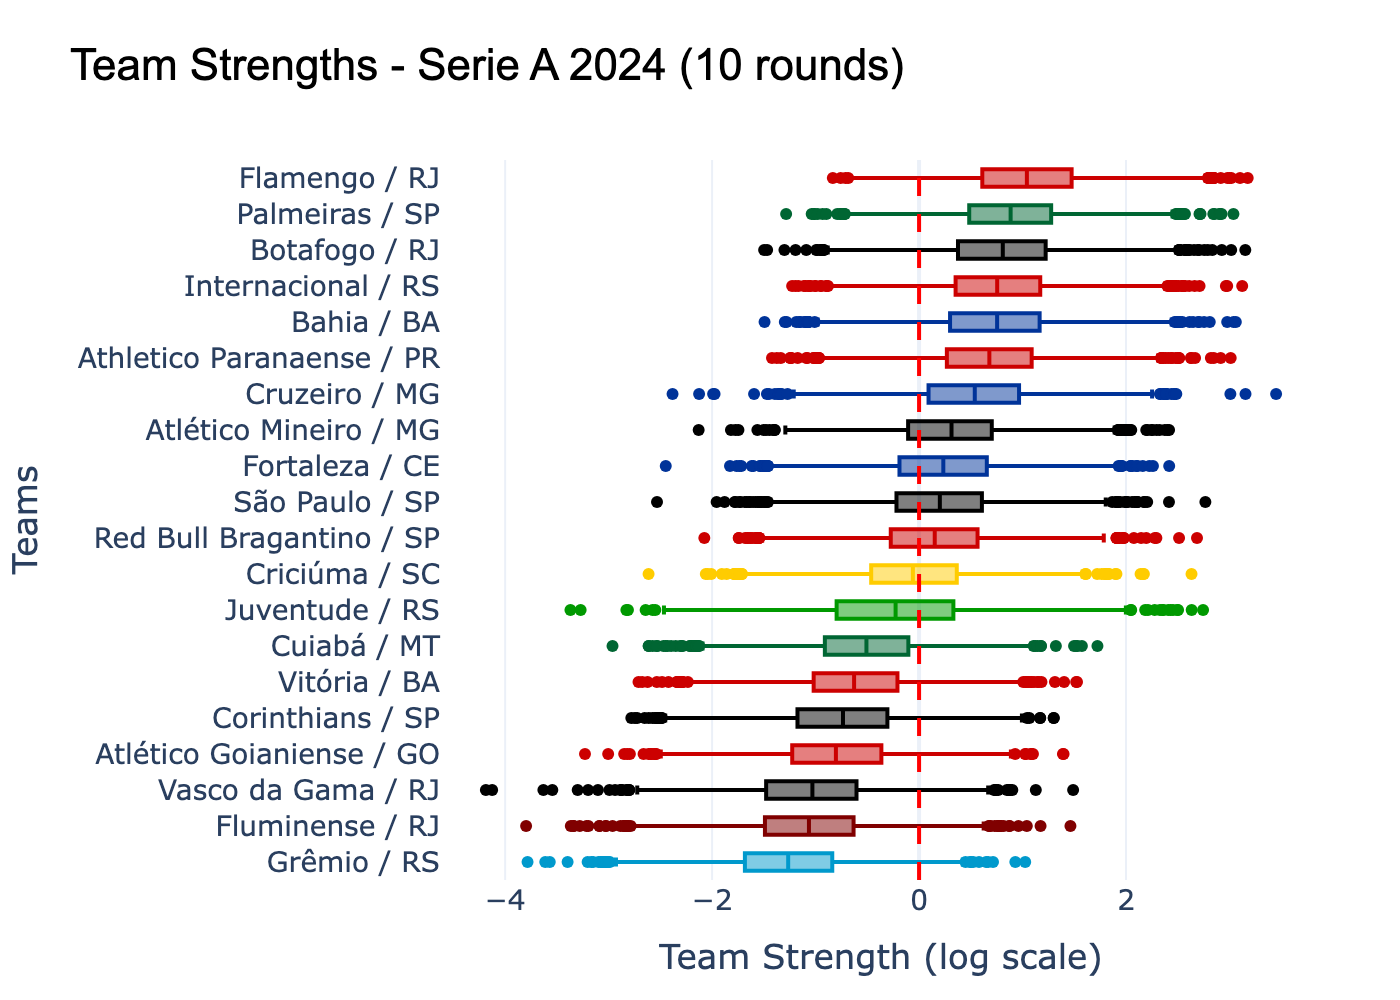 Team Strengths - Serie A 2024 (10 rounds)
Teams
Flamengo / RJ
Palmeiras / SP
Botafogo / RJ
Internacional / RS
Bahia / BA
Athletico Paranaense / PR
Cruzeiro / MG
Atlético Mineiro / MG
Fortaleza / CE
São Paulo / SP
Red Bull Bragantino / SP
Criciúma / SC
Juventude / RS
Cuiabá / MT
Vitória / BA
Corinthians / SP
Atlético Goianiense / GO
Vasco da Gama / RJ
Fluminense / RJ
Grêmio / RS
−4 −2 0 2
Team Strength (log scale)